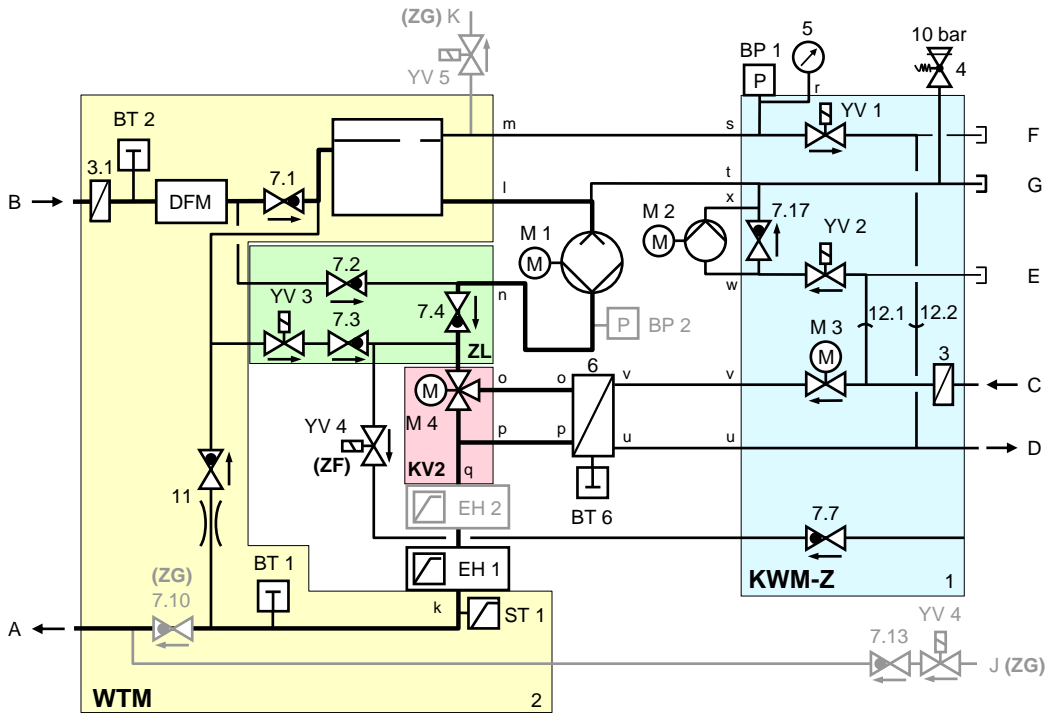 (ZG) K
YV 5
5
10 bar
BP 1
P
4
r
BT 2
YV 1
3.1
m
s
F
7.1
B
DFM
l
t
G
x
M 1
M 2
7.17
M
M
YV 2
7.2
w
E
YV 3
n
7.4
7.3
P
BP 2
12.1
12.2
M 3
ZL
M
3
6
M
o
o
v
v
C
M 4
YV 4
(ZF)
p
p
u
u
D
KV2
q
11
EH 2
BT 6
7.7
BT 1
EH 1
KWM-Z
1
(ZG)
7.10
k
ST 1
YV 4
A
7.13
J (ZG)
WTM
2